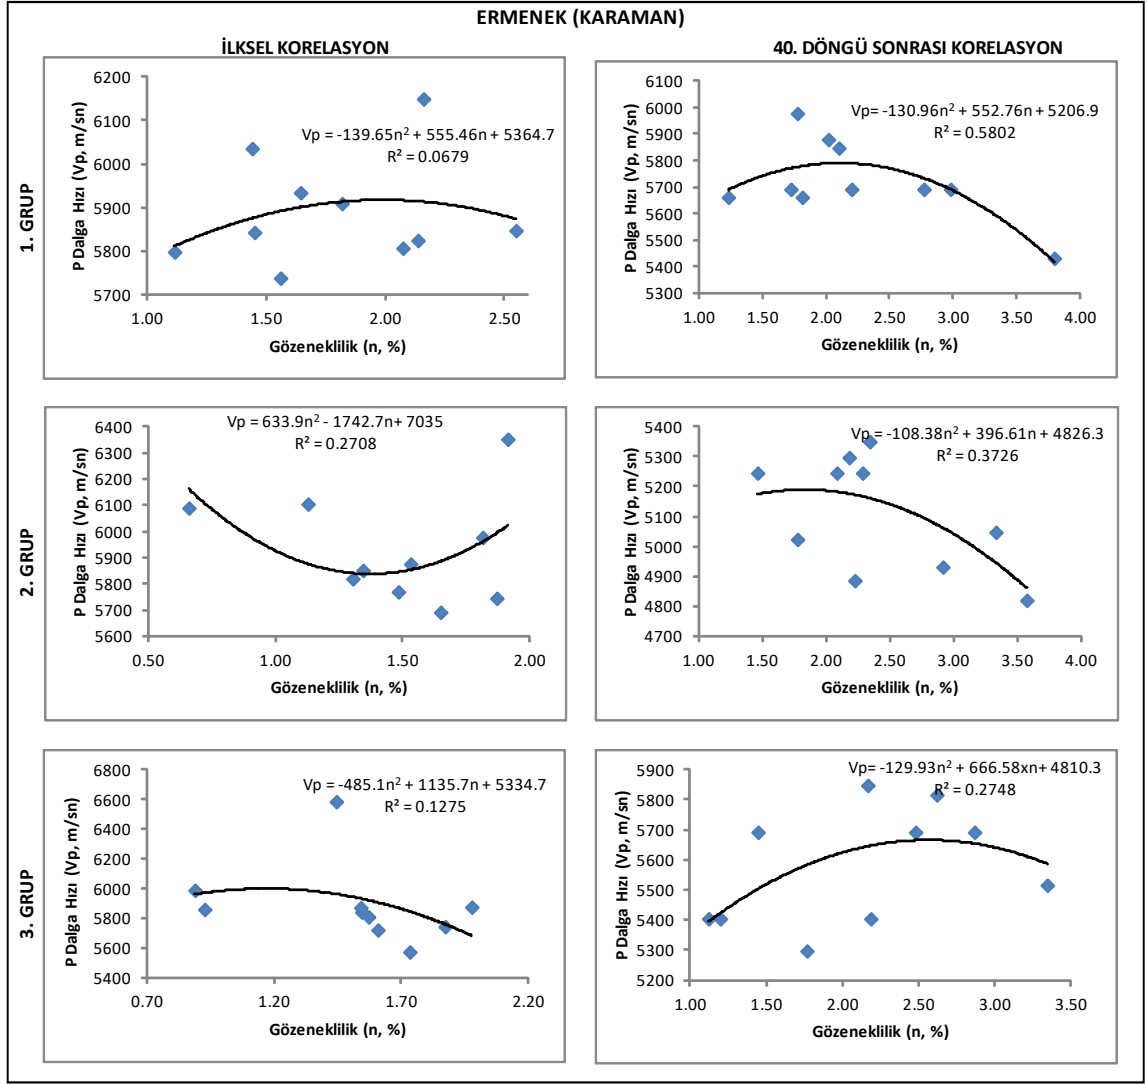 ERMENEK (KARAMAN)
İLKSEL KORELASYON
40. DÖNGÜ SONRASI KORELASYON
1. GRUP
P Dalga Hızı (Vp, m/sn)
6200
6100
6000
5900
5800
5700
Vp = -139.65n² + 555.46n + 5364.7
R² = 0.0679
1.00 1.50 2.00 2.50
Gözeneklilik (n, %)
P Dalga Hızı (Vp, m/sn)
6100
6000
5900
5800
5700
5600
5500
5400
5300
Vp= -130.96n² + 552.76n + 5206.9
R² = 0.5802
1.00 1.50 2.00 2.50 3.00 3.50 4.00
Gözeneklilik (n, %)
2. GRUP
P Dalga Hızı (Vp, m/sn)
6400
6300
6200
6100
6000
5900
5800
5700
5600
Vp = 633.9n² - 1742.7n+ 7035
R² = 0.2708
0.50 1.00 1.50 2.00
Gözeneklilik (n, %)
P Dalga Hızı (Vp, m/sn)
5400
5300
5200
5100
5000
4900
4800
4700
Vp = -108.38n² + 396.61n + 4826.3
R² = 0.3726
1.00 1.50 2.00 2.50 3.00 3.50 4.00
Gözeneklilik (n, %)
3. GRUP
P Dalga Hızı (Vp, m/sn)
6800
6600
6400
6200
6000
5800
5600
5400
Vp = -485.1n² + 1135.7n + 5334.7
R² = 0.1275
0.70 1.20 1.70 2.20
Gözeneklilik (n, %)
P Dalga Hızı (Vp, m/sn)
5900
5800
5700
5600
5500
5400
5300
5200
Vp= -129.93n² + 666.58xn+ 4810.3
R² = 0.2748
1.00 1.50 2.00 2.50 3.00 3.50
Gözeneklilik (n, %)